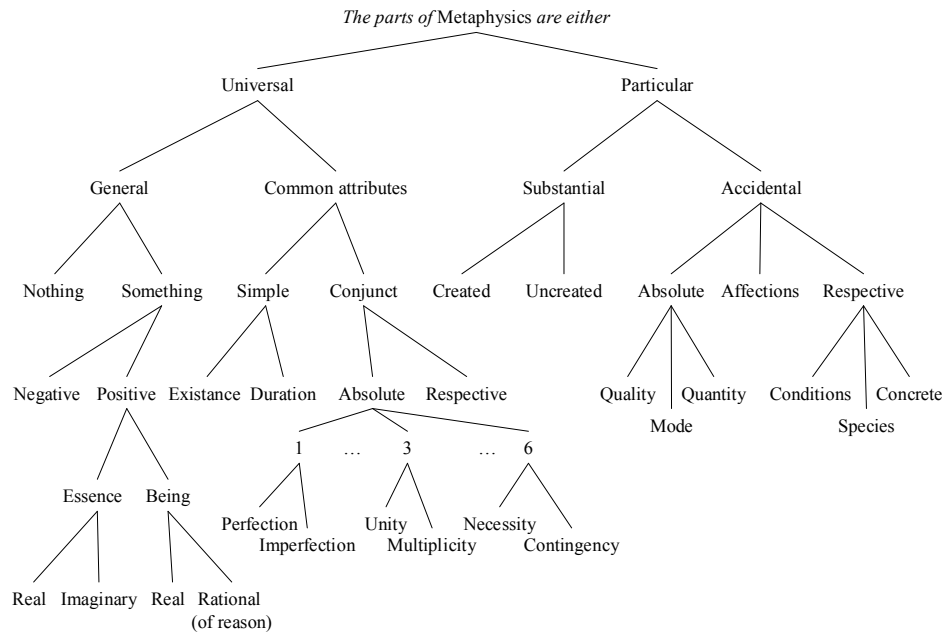 The parts of Metaphysics are either
Universal Particular
General Common attributes Substantial Accidental
Nothing Something Simple Conjunct Created Uncreated Absolute Affections Respective
Negative Positive Existance Duration Absolute Respective Quality Quantity Conditions Concrete
Mode Species
1 … 3 … 6
Essence Being
Perfection Unity Necessity
Imperfection Multiplicity Contingency
Real Imaginary Real Rational
(of reason)